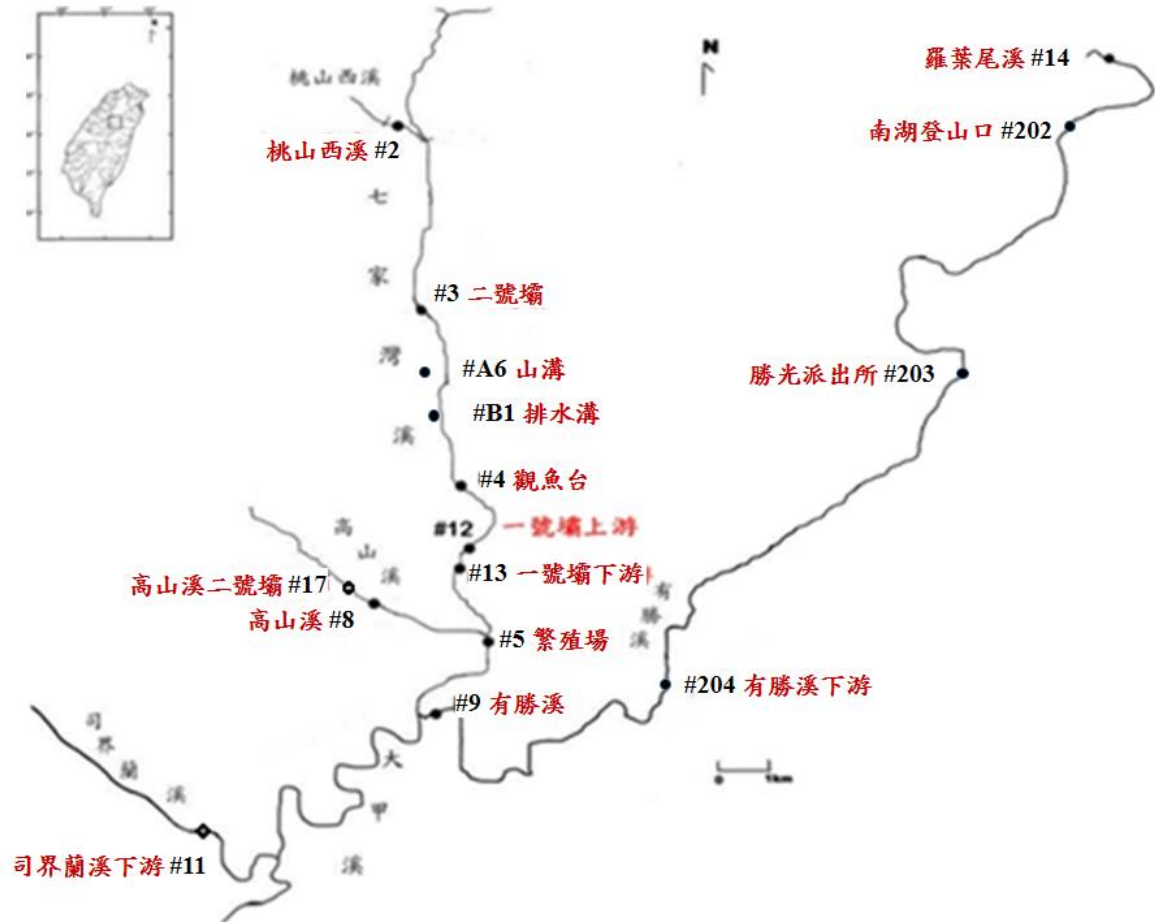 N
桃山西溪
桃山西溪 #2
羅葉尾溪 #14
南湖登山口 #202
七家灣溪
#3 二號壩
#A6 山溝
勝光派出所 #203
#B1 排水溝
#4 觀魚台
#12 一號壩上游
高山溪
#13 一號壩下游
高山溪二號壩 #17
高山溪 #8
有勝溪
#5 繁殖場
#204 有勝溪下游
#9 有勝溪
司界蘭溪
大甲溪
0 1km
司界蘭溪下游 #11